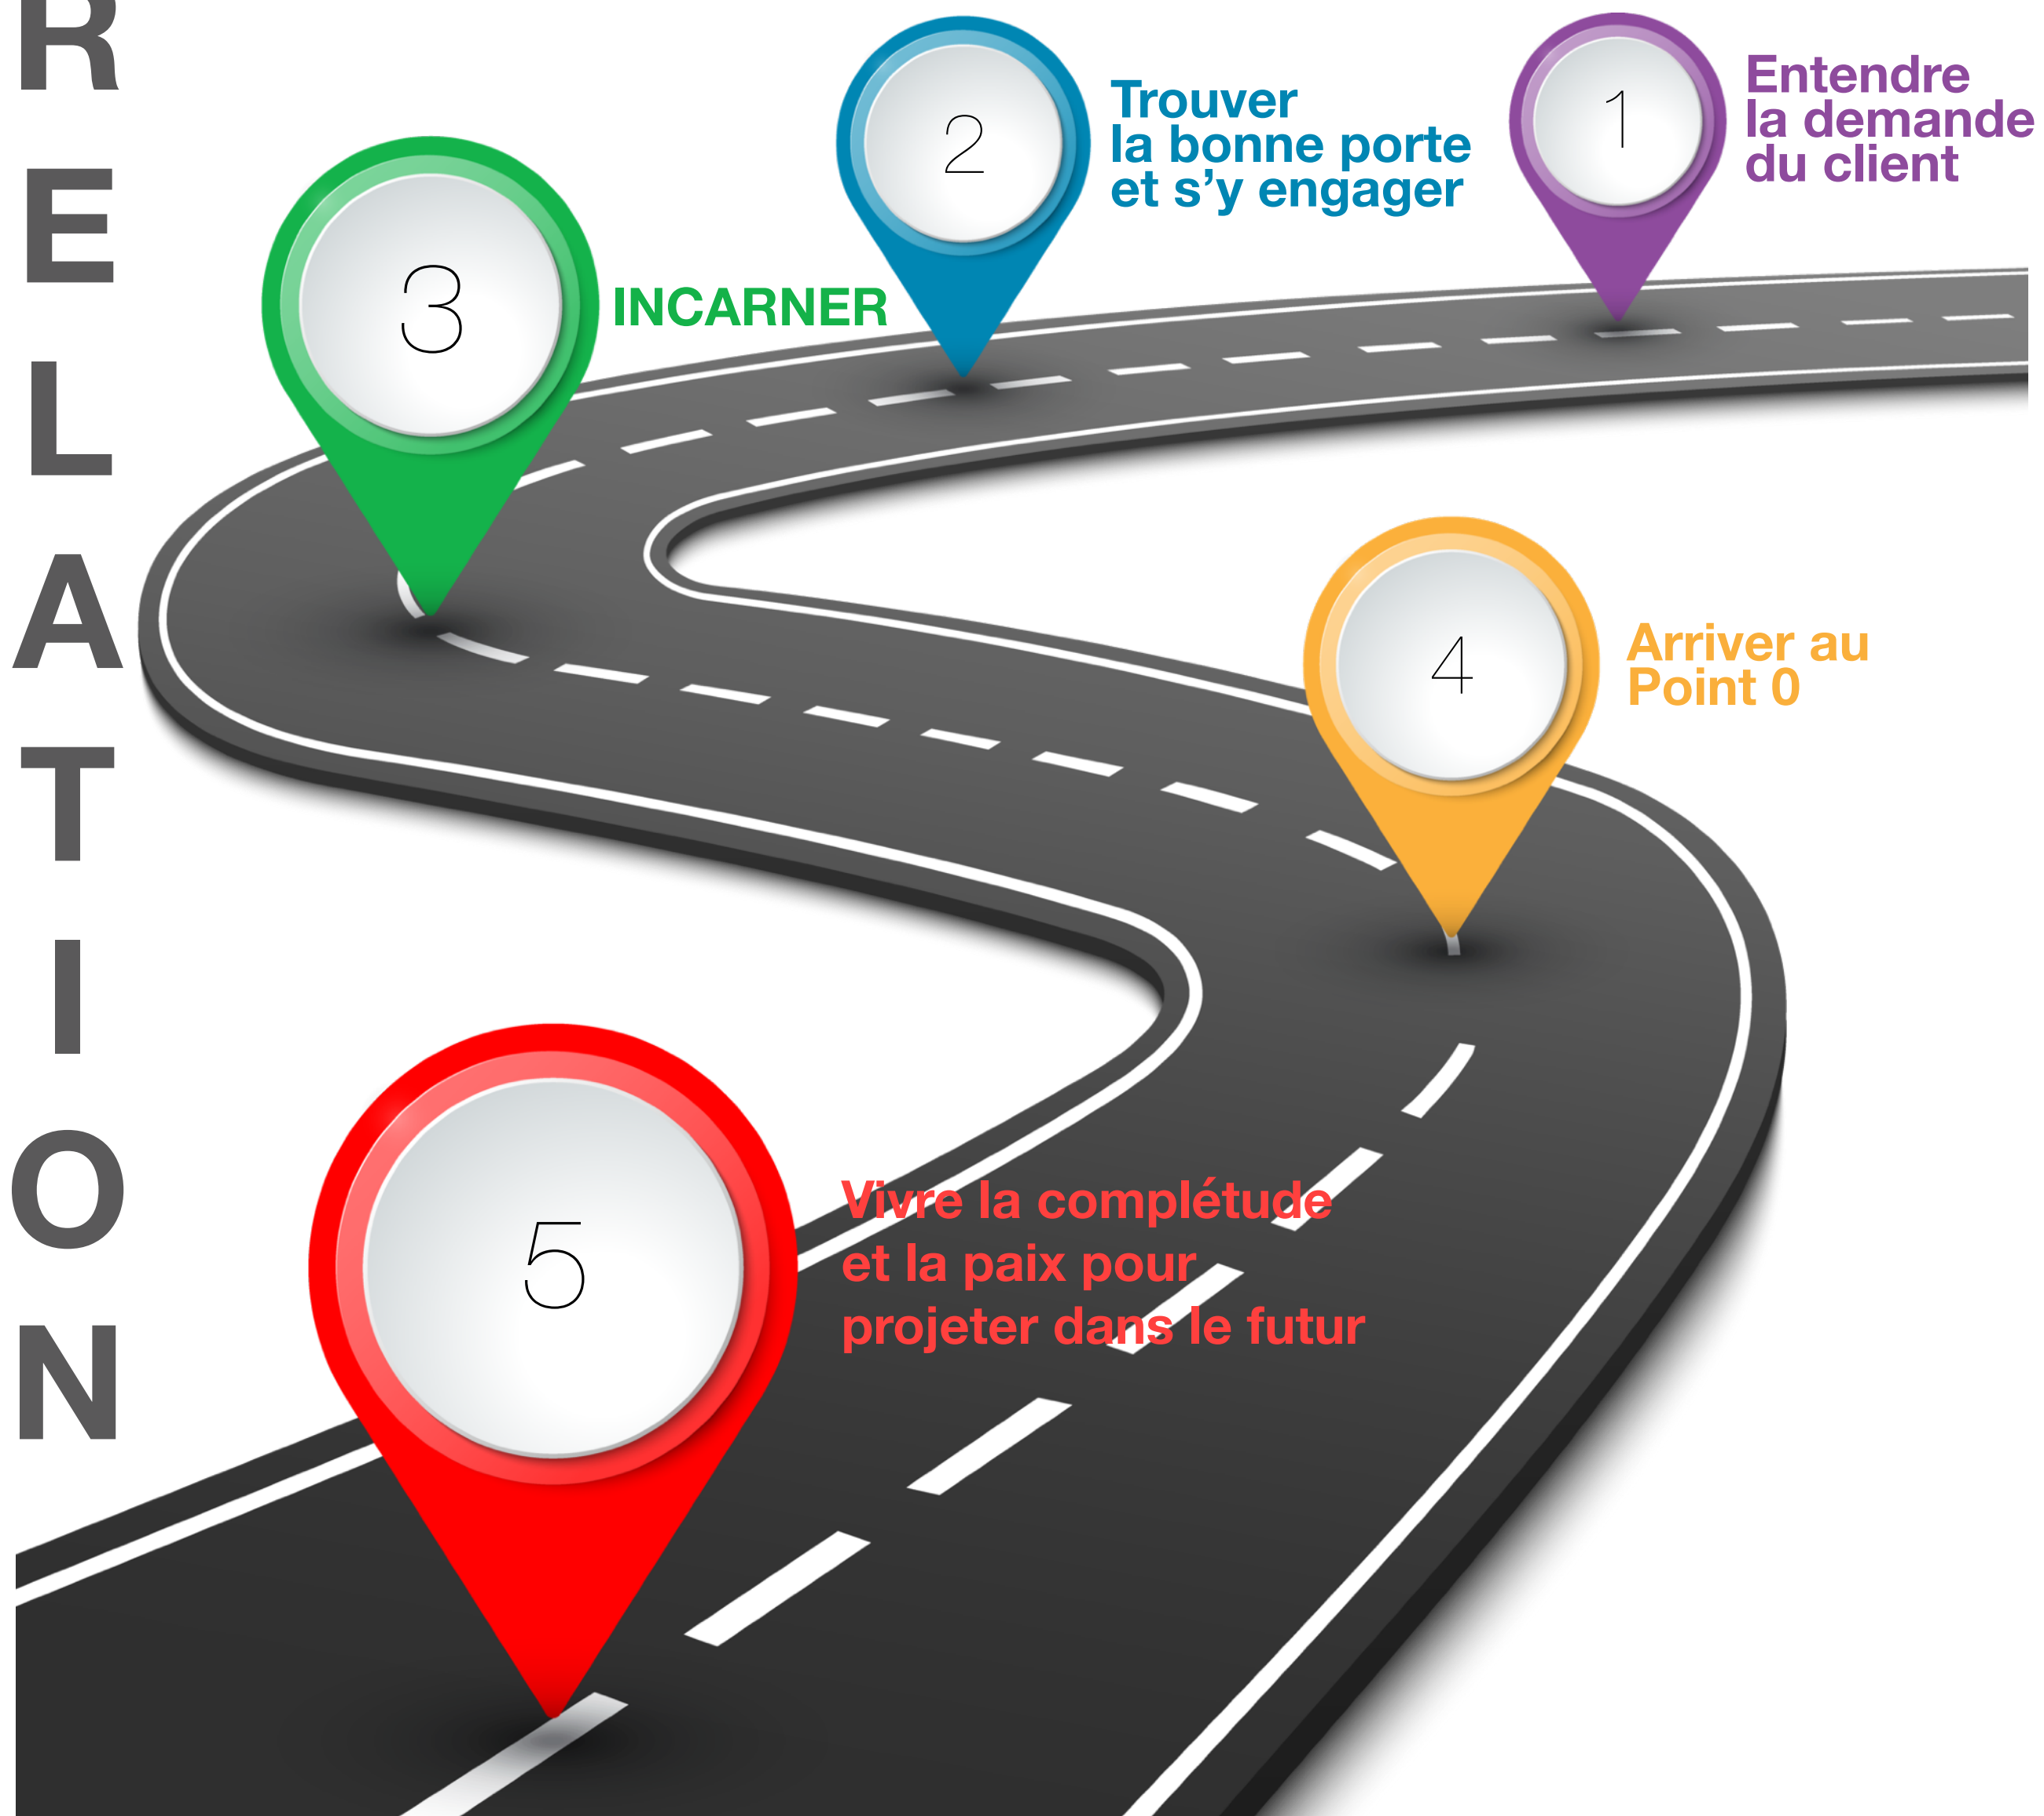 RELATION
1
Entendre
la demande
du client
2
Trouver
la bonne porte
et s'y engager
3
INCARNER
4
Arriver au
Point 0
5
Vivre la complétude
et la paix pour
projeter dans le futur